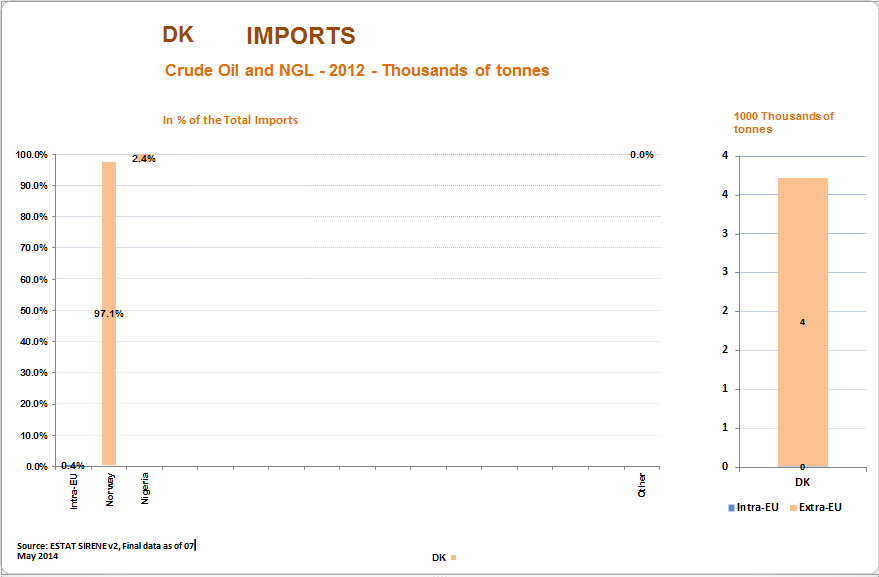 DK IMPORTS
Crude Oil and NGL - 2012 - Thousands of tonnes
In % of the Total Imports
100.0%
90.0%
80.0%
70.0%
60.0%
50.0%
40.0%
30.0%
20.0%
10.0%
0.0%
0.4%
97.1%
2.4%
0.0%
Intra-EU
Norway
Nigeria
Other
1000 Thousands of
tonnes
4
4
3
3
2
2
1
1
0
4
0
DK
Intra-EU Extra-EU
Source: ESTAT SIRENE v2, Final data as of 07
May 2014
DK